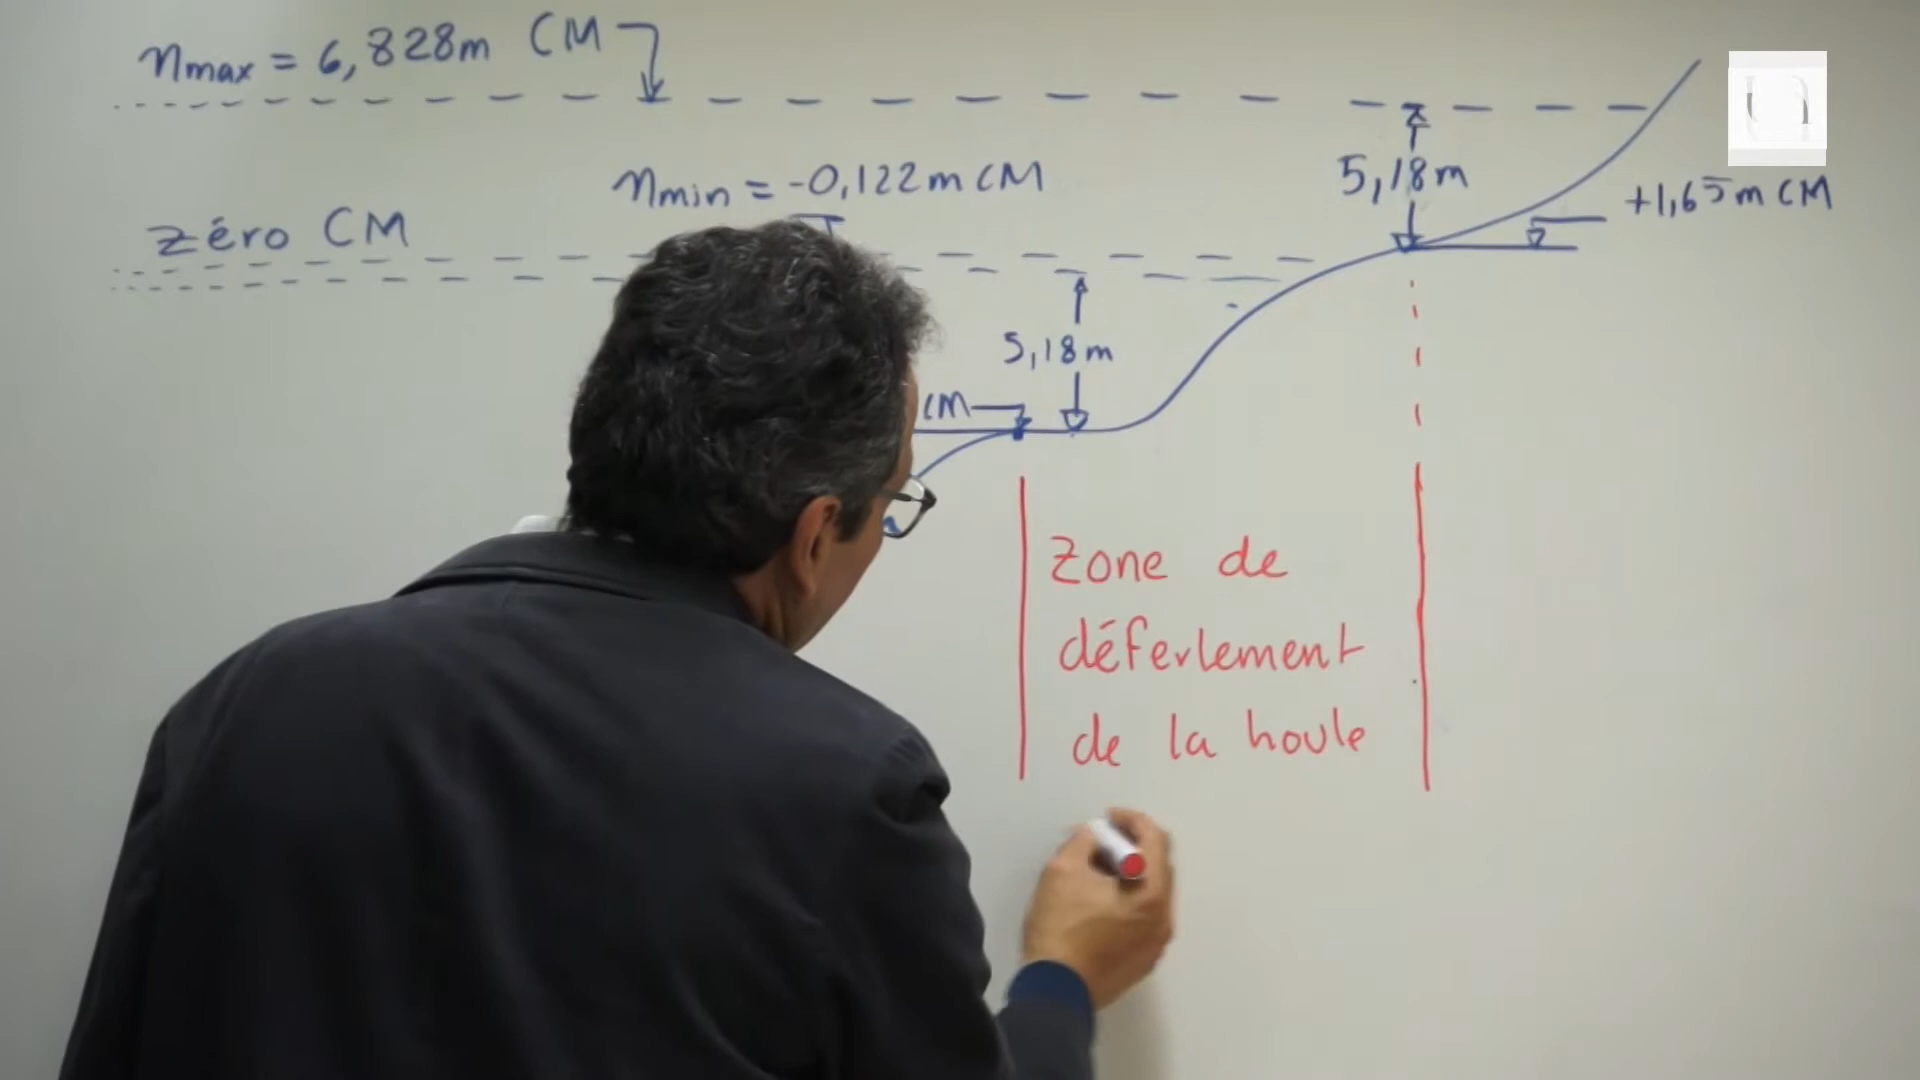 ηmax = 6,828m CM
ηmin = -0,122m CM
5,18m
+1,65m CM
zéro CM
5,18m
CM
Zone de
déferlement
de la houle